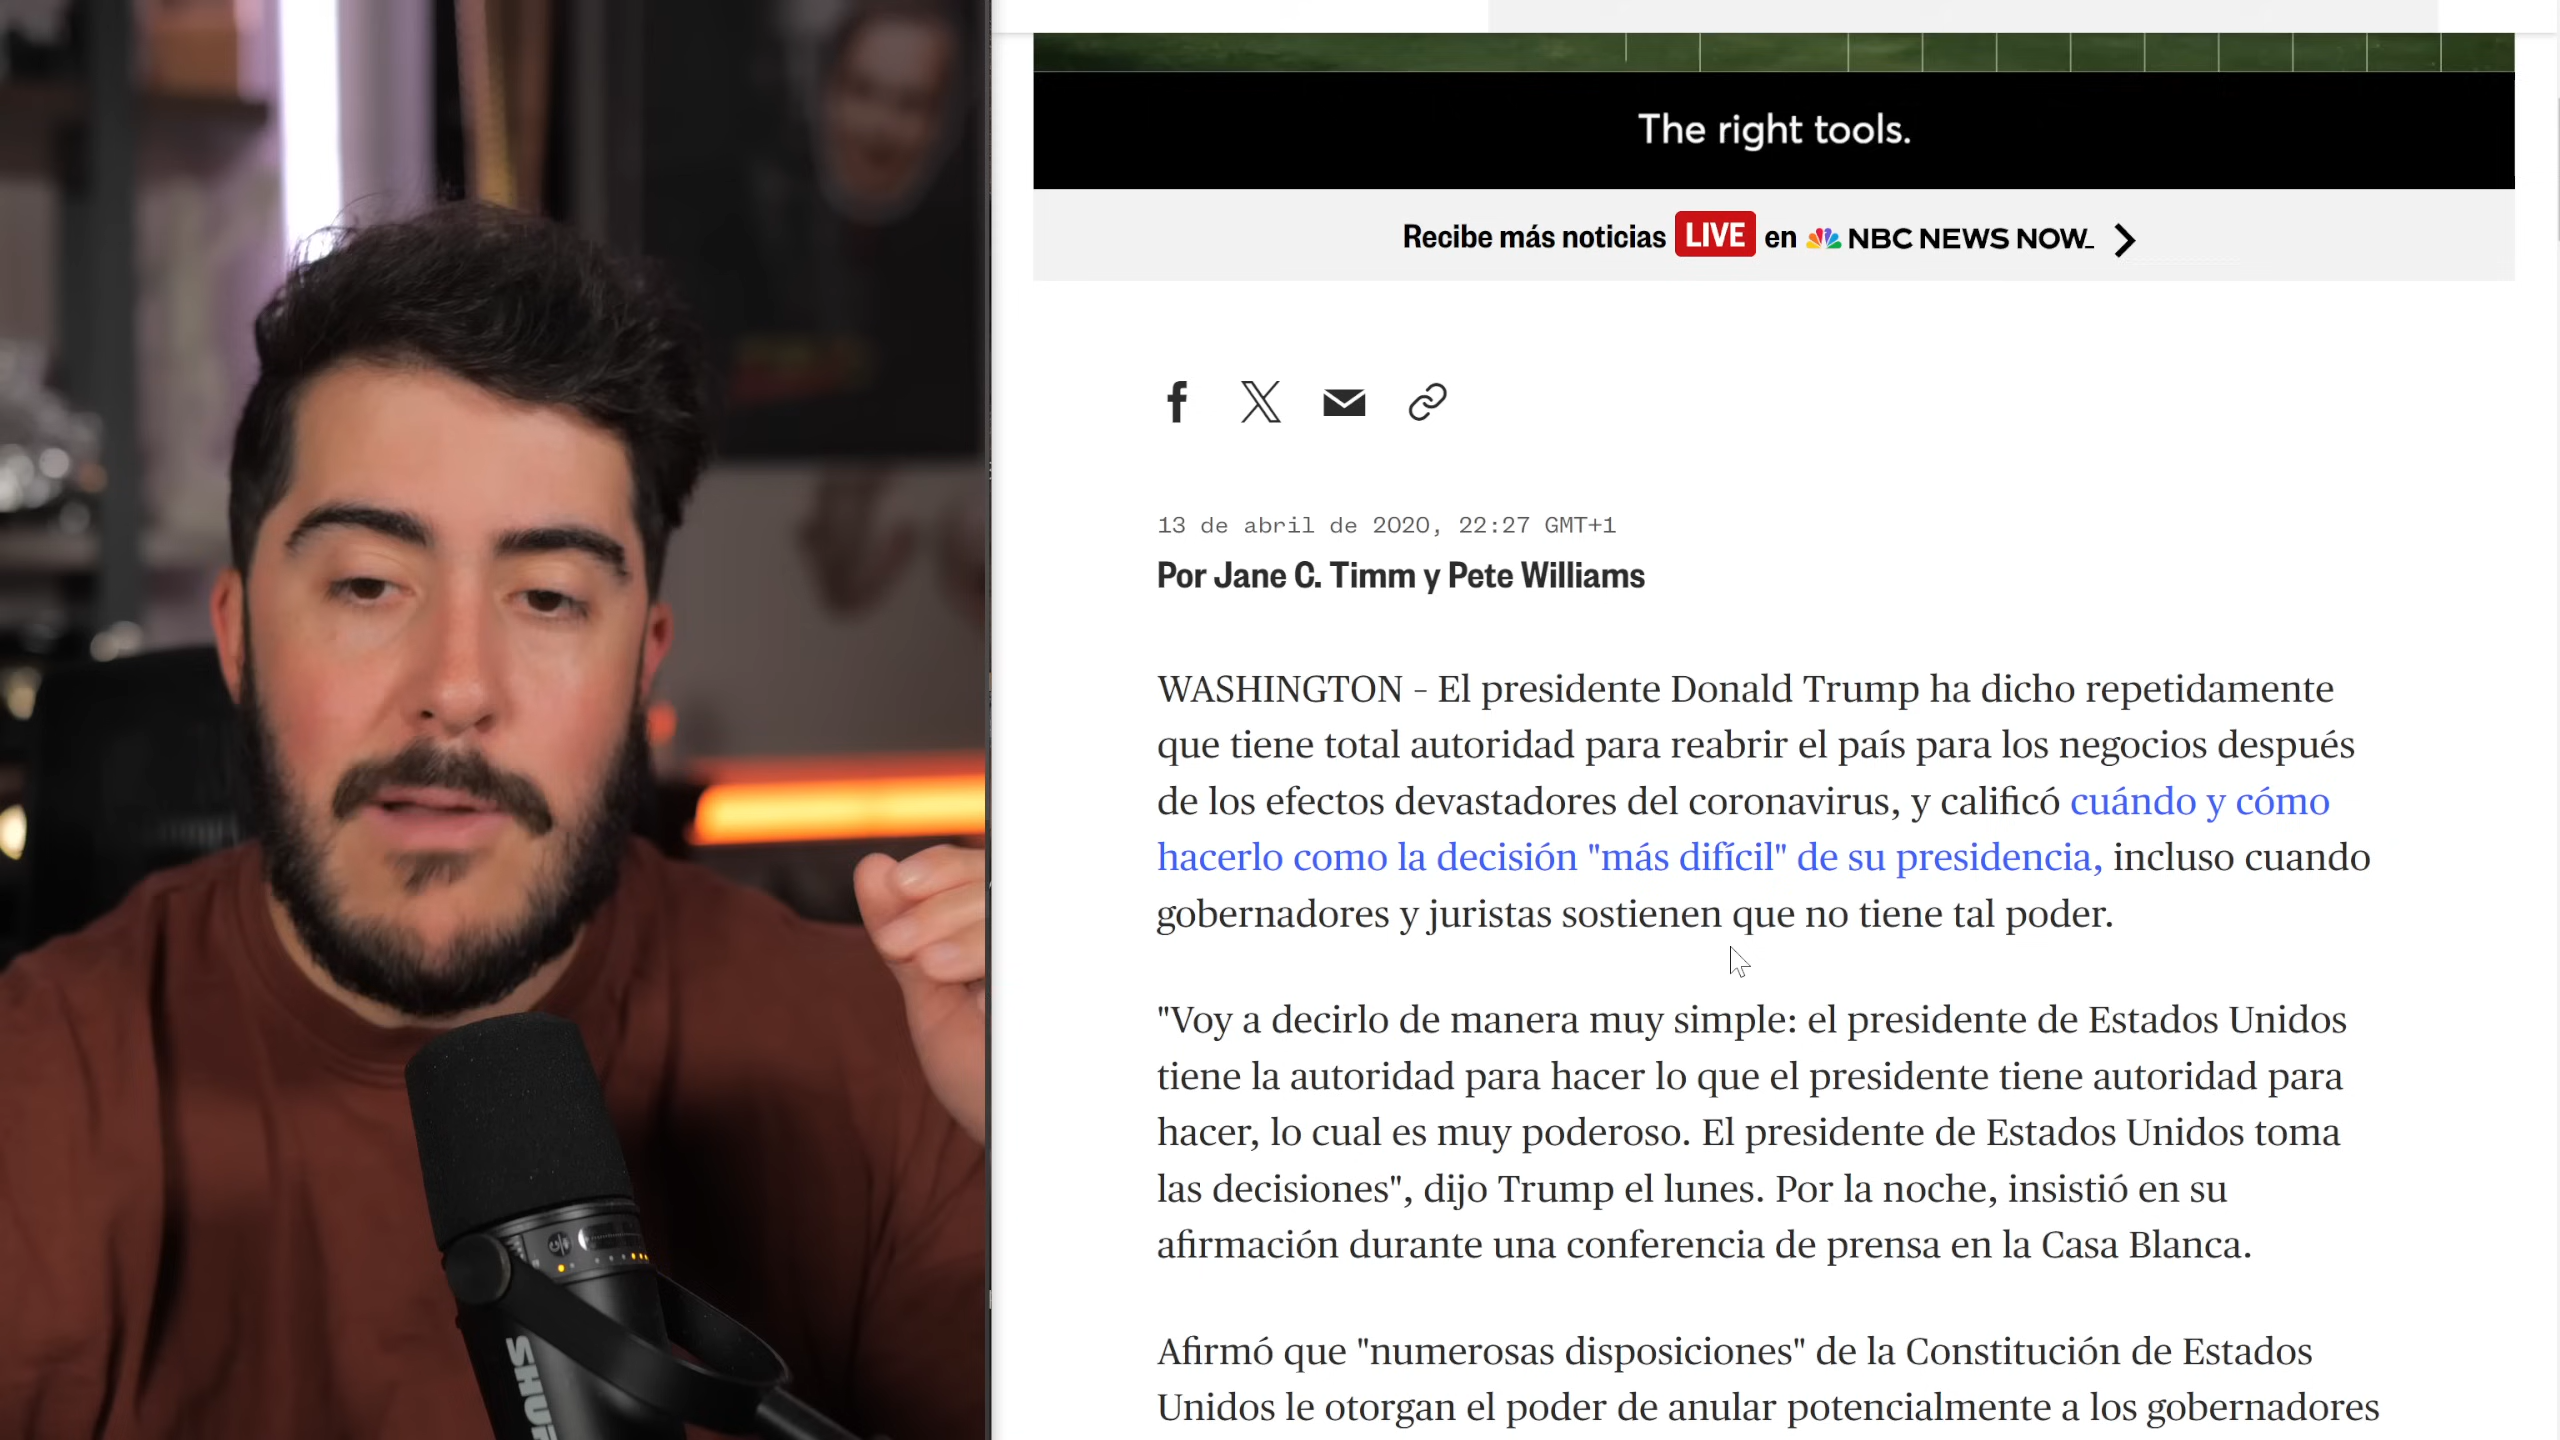 The right tools.
Recibe más noticias LIVE en NBC NEWS NOW
13 de abril de 2020, 22:27 GMT+1
Por Jane C. Timm y Pete Williams
WASHINGTON – El presidente Donald Trump ha dicho repetidamente
que tiene total autoridad para reabrir el país para los negocios después
de los efectos devastadores del coronavirus, y calificó cuándo y cómo
hacerlo como la decisión "más difícil" de su presidencia, incluso cuando
gobernadores y juristas sostienen que no tiene tal poder.
"Voy a decirlo de manera muy simple: el presidente de Estados Unidos
tiene la autoridad para hacer lo que el presidente tiene autoridad para
hacer, lo cual es muy poderoso. El presidente de Estados Unidos toma
las decisiones", dijo Trump el lunes. Por la noche, insistió en su
afirmación durante una conferencia de prensa en la Casa Blanca.
Afirmó que "numerosas disposiciones" de la Constitución de Estados
Unidos le otorgan el poder de anular potencialmente a los gobernadores